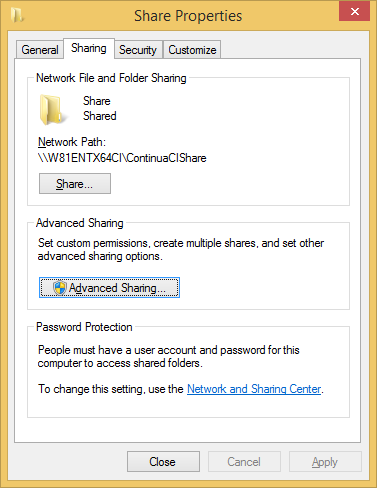 Share Properties
General Sharing Security Customize
Network File and Folder Sharing
Share
Shared
Network Path:
\\W81ENTX64CI\ContinuaCIShare
Share...
Advanced Sharing
Set custom permissions, create multiple shares, and set other
advanced sharing options.
Advanced Sharing...
Password Protection
People must have a user account and password for this
computer to access shared folders.
To change this setting, use the Network and Sharing Center.
Close Cancel Apply